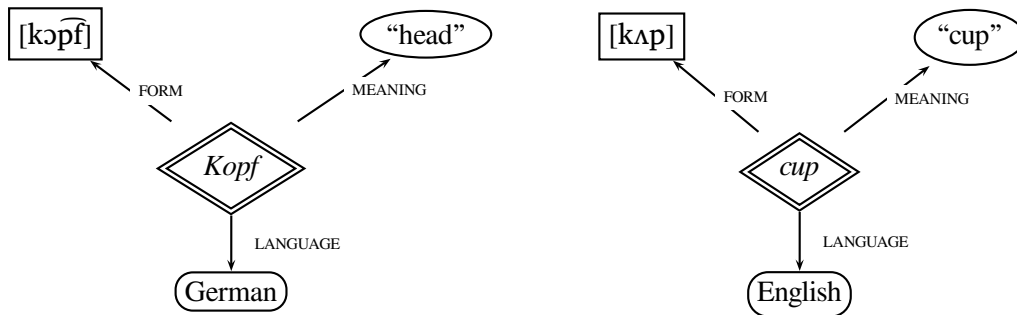 [kɔp͡f]
“head”
FORM
MEANING
Kopf
LANGUAGE
German
[kʌp]
“cup”
FORM
MEANING
cup
LANGUAGE
English